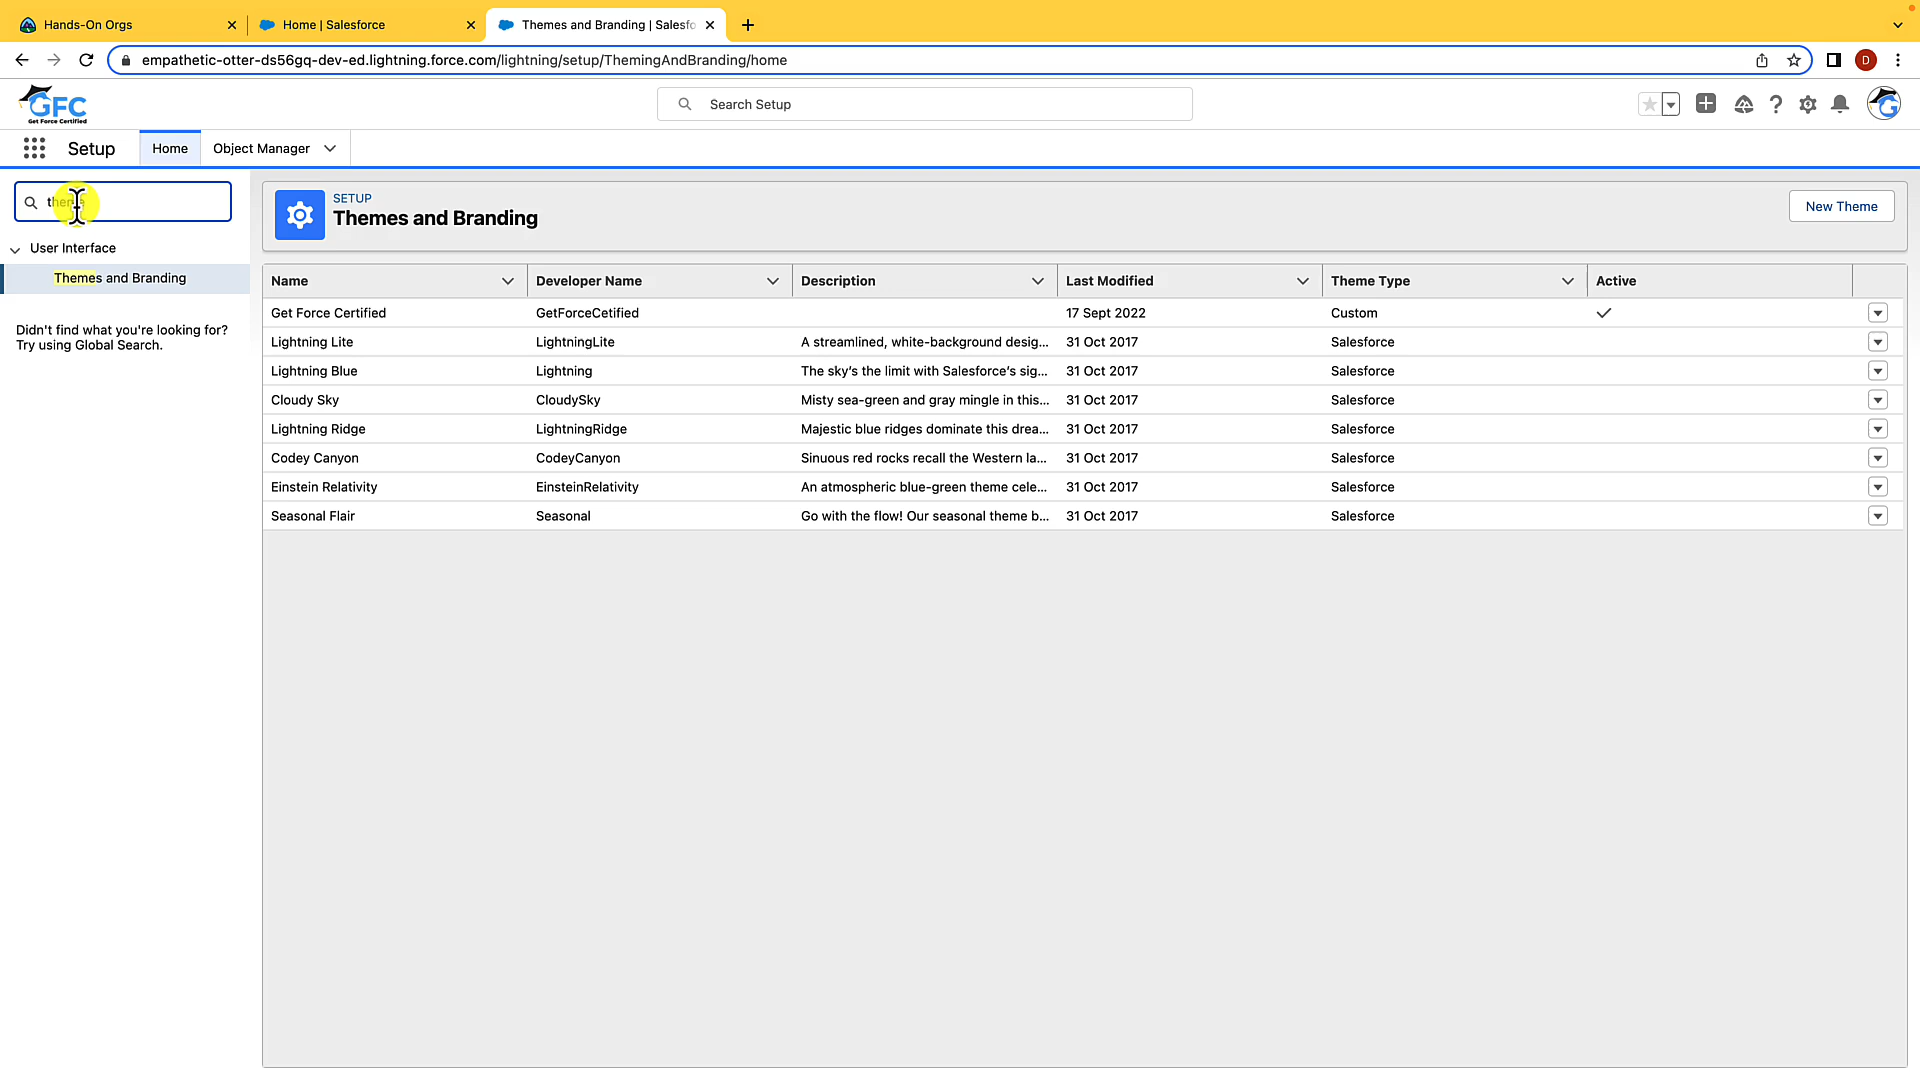 Hands-On Orgs
Home | Salesforce
Themes and Branding | Salesfo
empathetic-otter-ds56gq-dev-ed.lightning.force.com/lightning/setup/ThemingAndBranding/home
D
GFC
Get Force Certified
Search Setup
Setup
Home
Object Manager
theme
User Interface
Themes and Branding
Didn't find what you're looking for?
Try using Global Search.
SETUP
Themes and Branding
New Theme
Name Developer Name Description Last Modified Theme Type Active
Get Force Certified GetForceCetified 17 Sept 2022 Custom
Lightning Lite LightningLite A streamlined, white-background desig... 31 Oct 2017 Salesforce
Lightning Blue Lightning The sky's the limit with Salesforce's sig... 31 Oct 2017 Salesforce
Cloudy Sky CloudySky Misty sea-green and gray mingle in this... 31 Oct 2017 Salesforce
Lightning Ridge LightningRidge Majestic blue ridges dominate this drea... 31 Oct 2017 Salesforce
Codey Canyon CodeyCanyon Sinuous red rocks recall the Western la... 31 Oct 2017 Salesforce
Einstein Relativity EinsteinRelativity An atmospheric blue-green theme cele... 31 Oct 2017 Salesforce
Seasonal Flair Seasonal Go with the flow! Our seasonal theme b... 31 Oct 2017 Salesforce